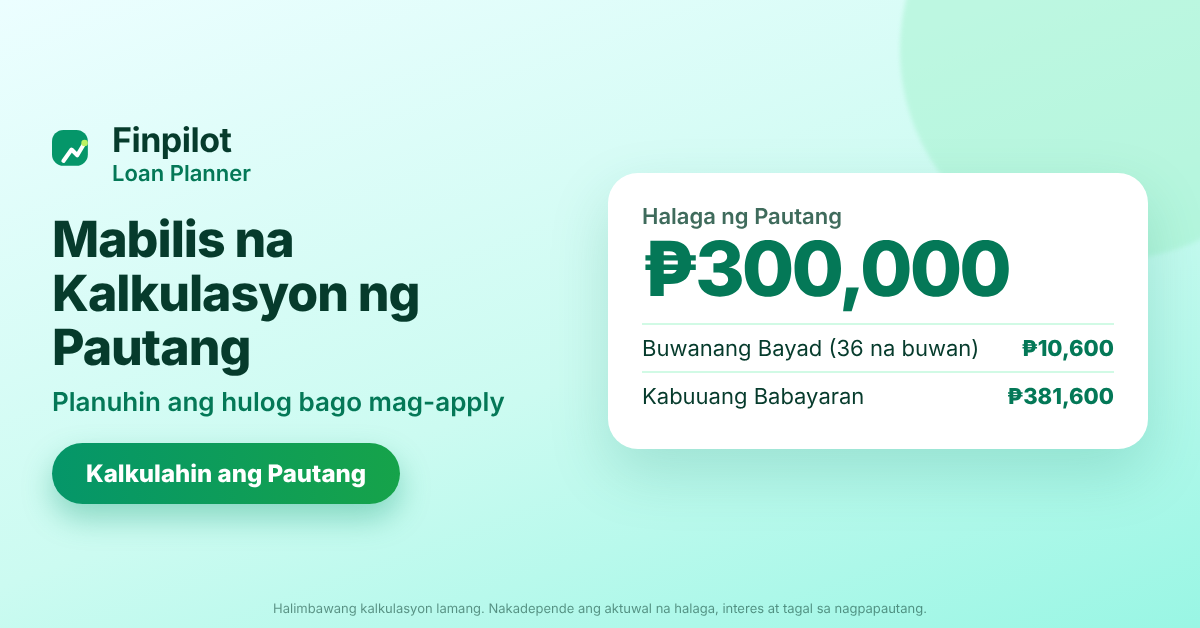 Finpilot
Loan Planner
Mabilis na
Kalkulasyon ng
Pautang
Planuhin ang hulog bago mag-apply
Kalkulahin ang Pautang
Halaga ng Pautang
₱300,000
Buwanang Bayad (36 na buwan) ₱10,600
Kabuuang Babayaran ₱381,600
Halimbawang kalkulasyon lamang. Nakadepende ang aktuwal na halaga, interes at tagal sa nagpapautang.